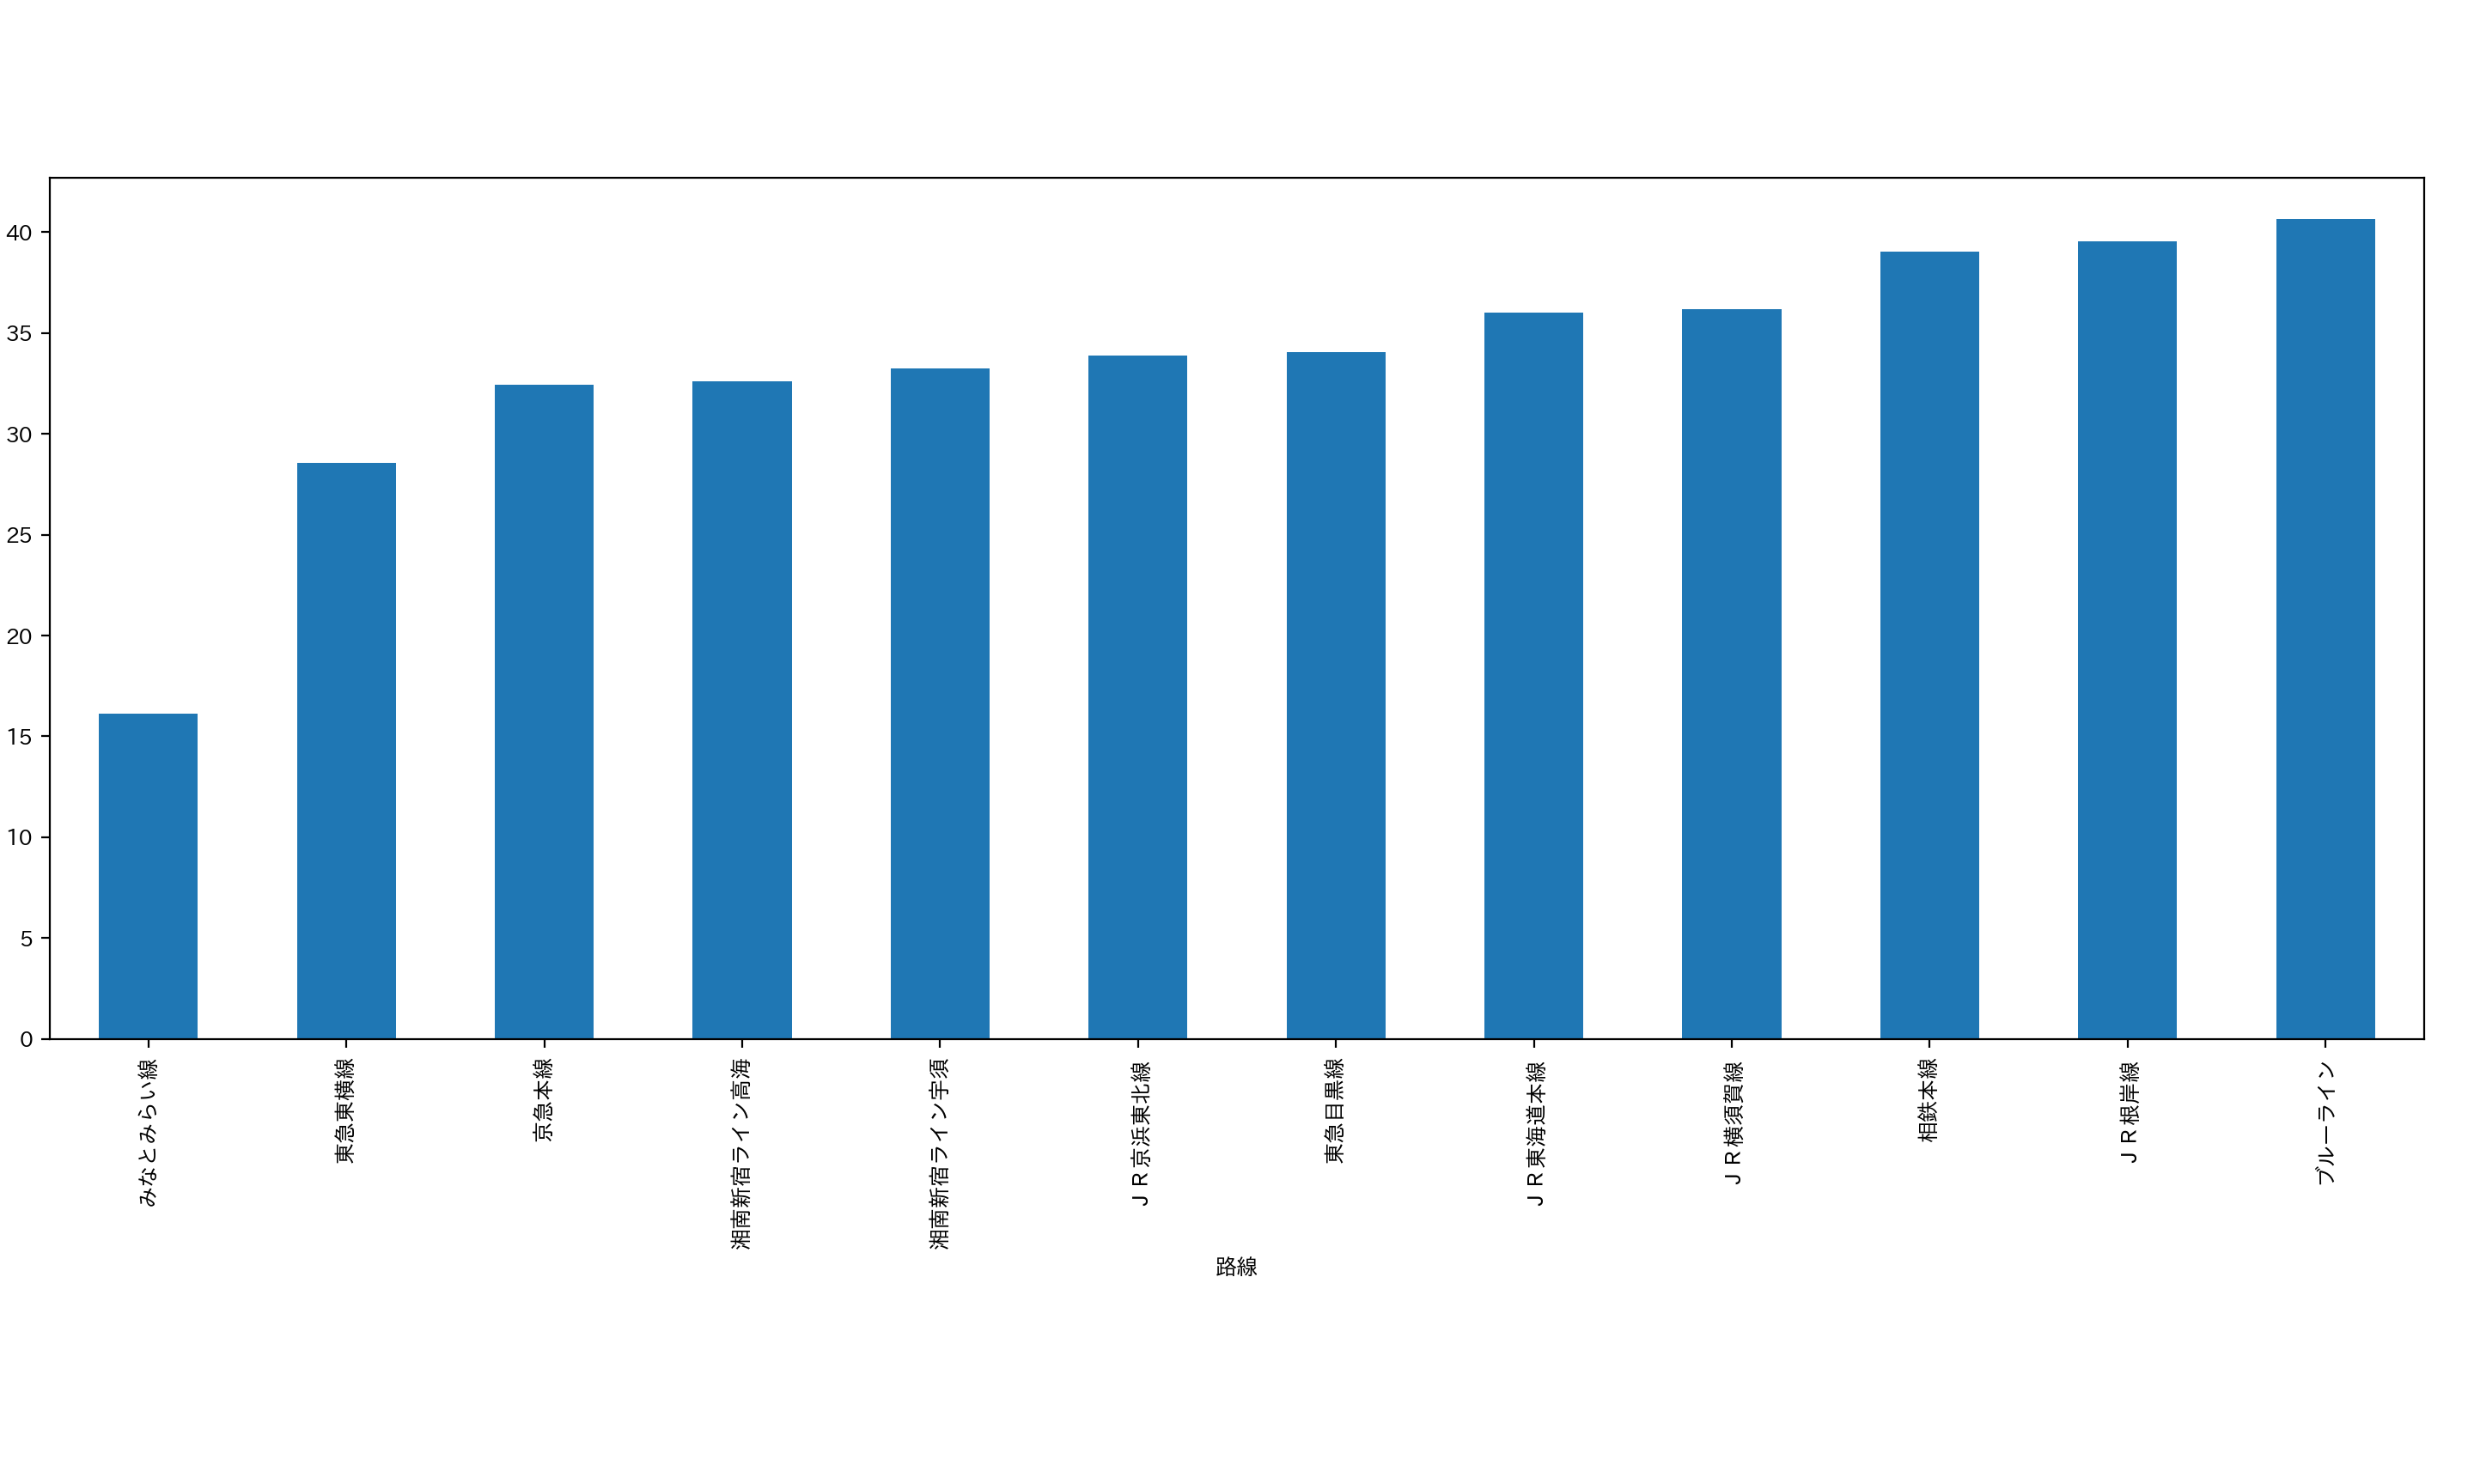 40
35
30
25
20
15
10
5
0
みなとみらい線
東急東横線
京急本線
湘南新宿ライン高海
湘南新宿ライン宇須
ＪＲ京浜東北線
東急目黒線
ＪＲ東海道本線
ＪＲ横須賀線
相鉄本線
ＪＲ根岸線
ブルーライン
路線